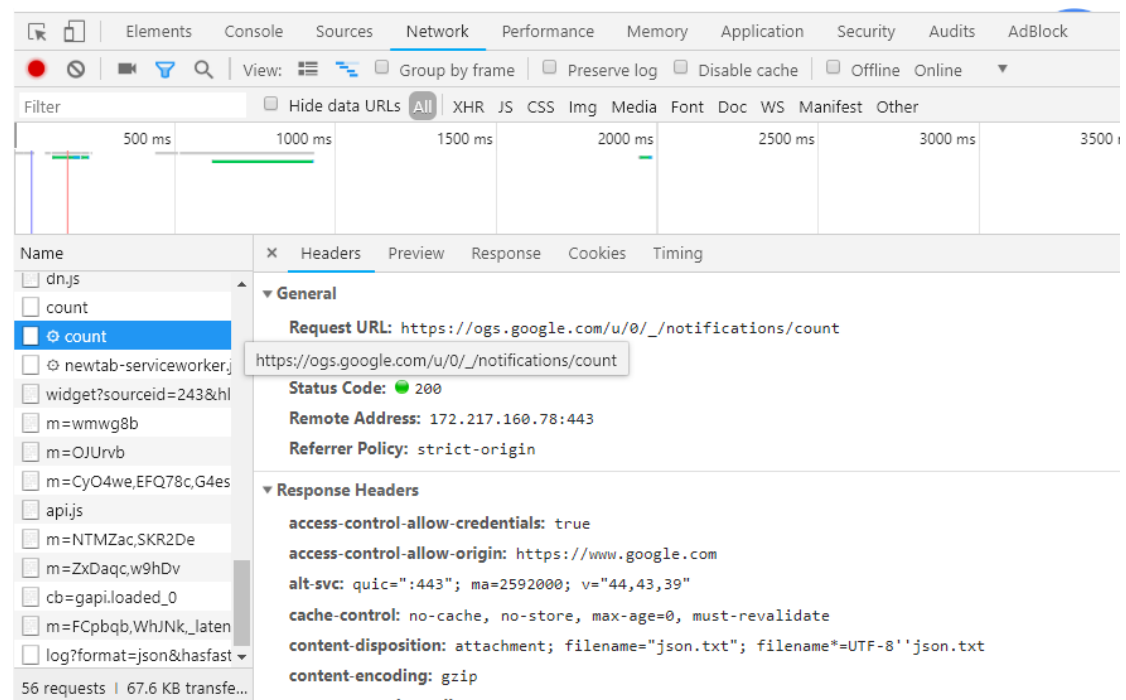 Elements Console Sources Network Performance Memory Application Security Audits AdBlock
View: Group by frame Preserve log Disable cache Offline Online
Filter Hide data URLs All XHR JS CSS Img Media Font Doc WS Manifest Other
500 ms 1000 ms 1500 ms 2000 ms 2500 ms 3000 ms 3500
Name
dn.js
count
count
newtab-serviceworker.j
widget?sourceid=243&hl
m=wmwg8b
m=OJUrvb
m=CyO4we,EFQ78c,G4es
api.js
m=NTMZac,SKR2De
m=ZxDaqc,w9hDv
cb=gapi.loaded_0
m=FCpbqb,WhJNk,_laten
log?format=json&hasfast
56 requests | 67.6 KB transfe...
× Headers Preview Response Cookies Timing
General
Request URL: https://ogs.google.com/u/0/_/notifications/count
https://ogs.google.com/u/0/_/notifications/count
Status Code: 200
Remote Address: 172.217.160.78:443
Referrer Policy: strict-origin
Response Headers
access-control-allow-credentials: true
access-control-allow-origin: https://www.google.com
alt-svc: quic=":443"; ma=2592000; v="44,43,39"
cache-control: no-cache, no-store, max-age=0, must-revalidate
content-disposition: attachment; filename="json.txt"; filename*=UTF-8''json.txt
content-encoding: gzip